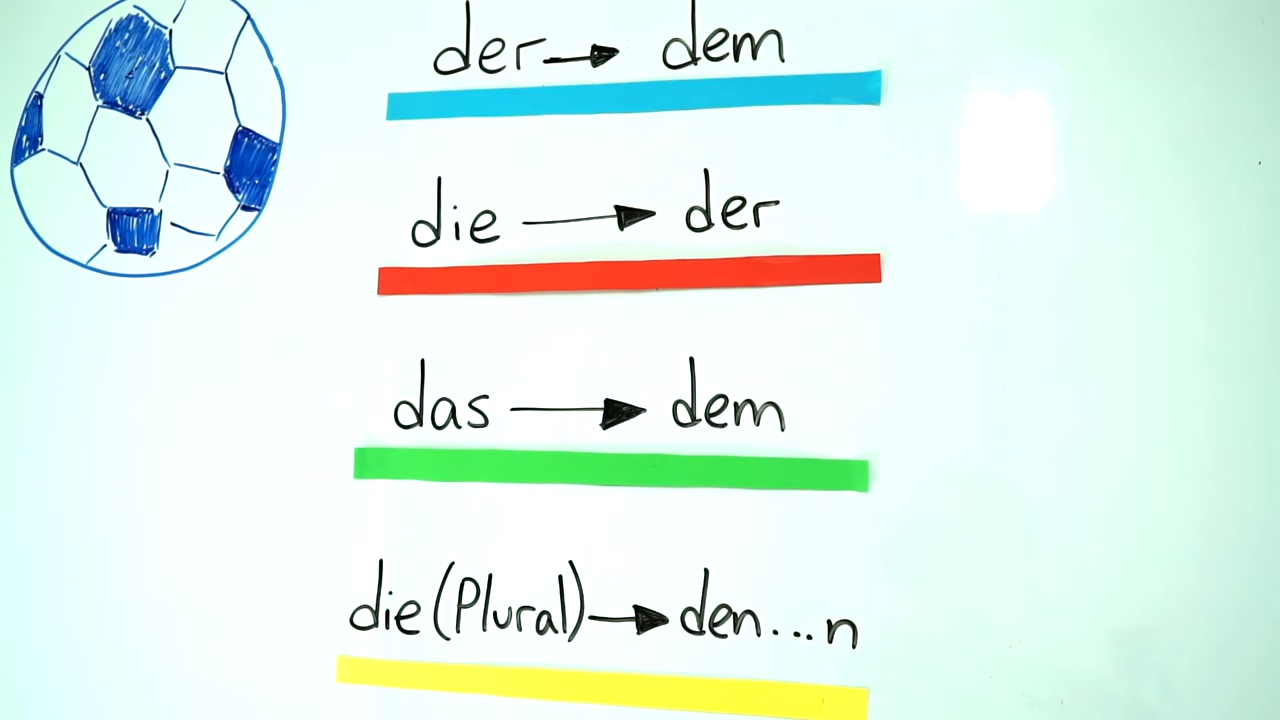 der → dem
die → der
das → dem
die (Plural) → den...n